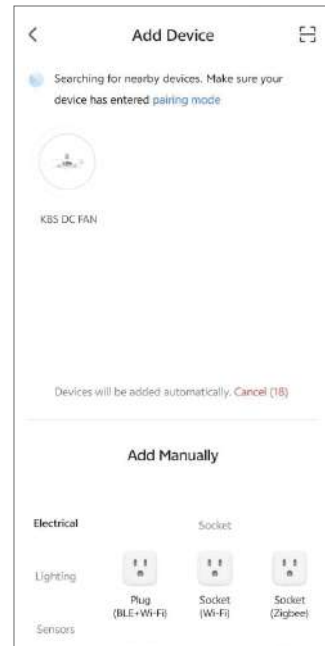 Add Device
Searching for nearby devices. Make sure your
device has entered pairing mode
KBS DC FAN
Devices will be added automatically. Cancel (18)
Add Manually
Electrical
Socket
Lighting
Plug
(BLE+Wi-Fi)
Socket
(Wi-Fi)
Socket
(Zigbee)
Sensors